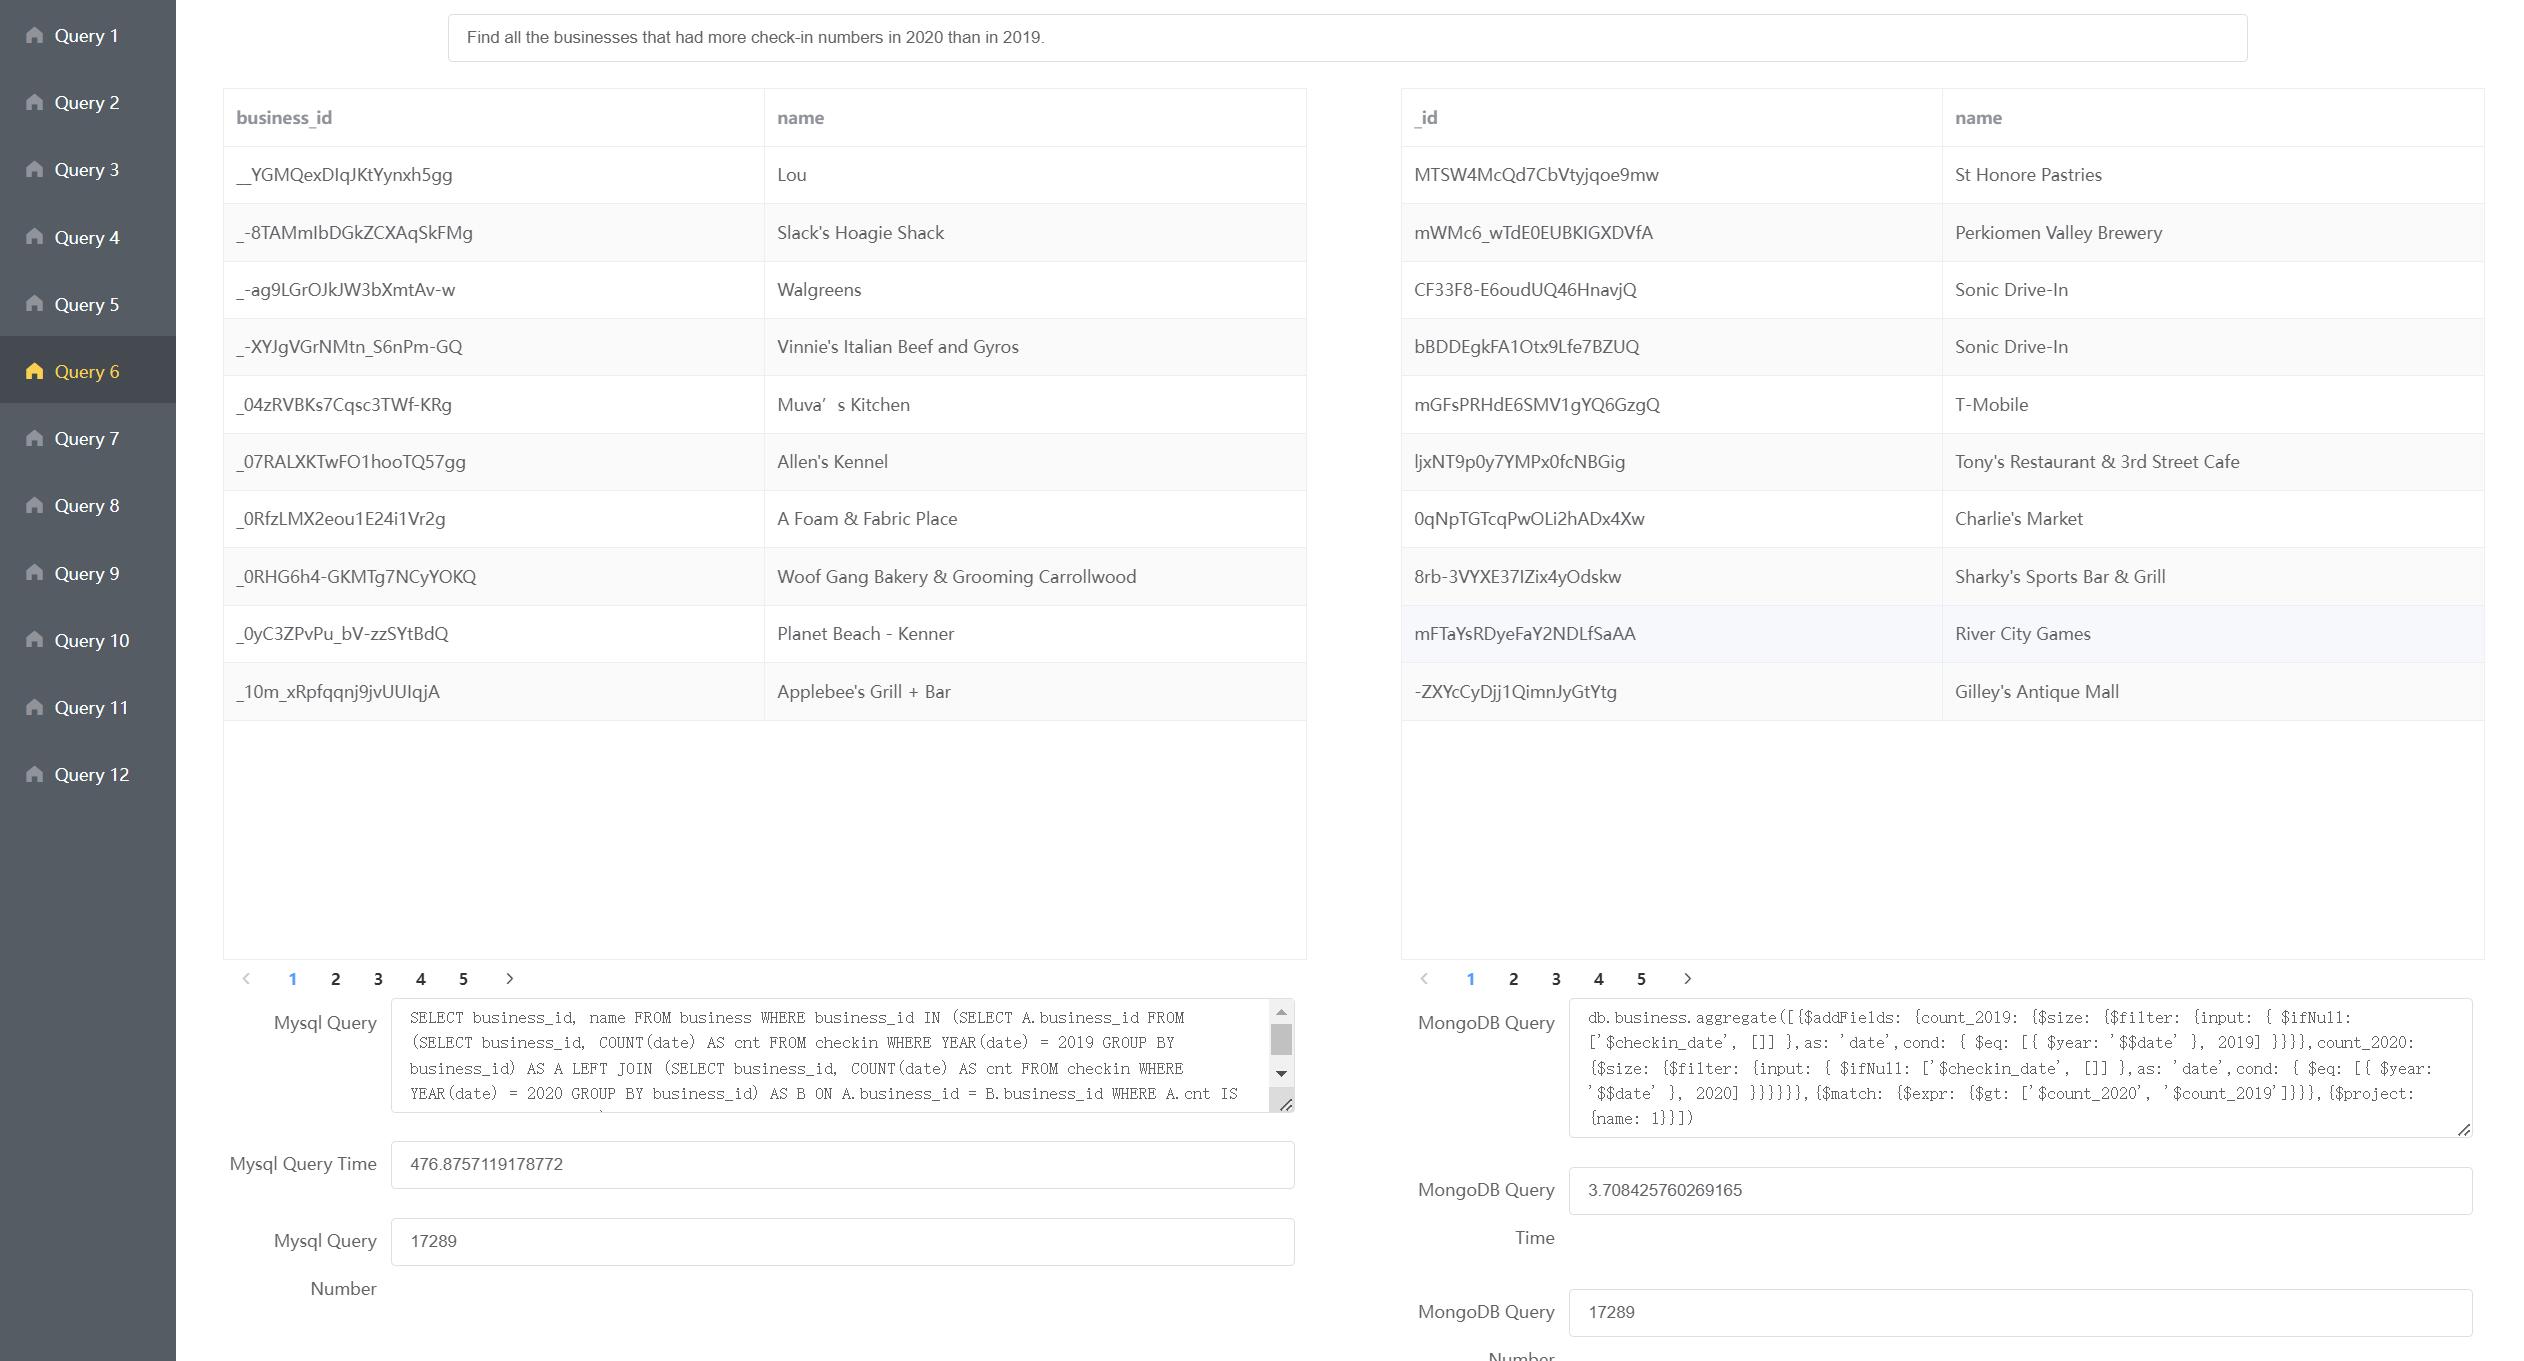 Query 1
Query 2
Query 3
Query 4
Query 5
Query 6
Query 7
Query 8
Query 9
Query 10
Query 11
Query 12
Find all the businesses that had more check-in numbers in 2020 than in 2019.
business_id name
__YGMQexDIqJKtYynxh5gg Lou
_-8TAMmIbDGkZCXAqSkFMg Slack's Hoagie Shack
_-ag9LGrOJkJW3bXmtAv-w Walgreens
_-XYJgVGrNMtn_S6nPm-GQ Vinnie's Italian Beef and Gyros
_04zRVBKs7Cqsc3TWf-KRg Muva’s Kitchen
_07RALXKTwFO1hooTQ57gg Allen's Kennel
_0RfzLMX2eou1E24i1Vr2g A Foam & Fabric Place
_0RHG6h4-GKMTg7NCyYOKQ Woof Gang Bakery & Grooming Carrollwood
_0yC3ZPvPu_bV-zzSYtBdQ Planet Beach - Kenner
_10m_xRpfqqnj9jvUUIqjA Applebee's Grill + Bar
1 2 3 4 5
Mysql Query
SELECT business_id, name FROM business WHERE business_id IN (SELECT A.business_id FROM
(SELECT business_id, COUNT(date) AS cnt FROM checkin WHERE YEAR(date) = 2019 GROUP BY
business_id) AS A LEFT JOIN (SELECT business_id, COUNT(date) AS cnt FROM checkin WHERE
YEAR(date) = 2020 GROUP BY business_id) AS B ON A.business_id = B.business_id WHERE A.cnt IS
Mysql Query Time 476.8757119178772
Mysql Query 17289
Number
_id name
MTSW4McQd7CbVtyjqoe9mw St Honore Pastries
mWMc6_wTdE0EUBKIGXDVfA Perkiomen Valley Brewery
CF33F8-E6oudUQ46HnavjQ Sonic Drive-In
bBDDEgkFA1Otx9Lfe7BZUQ Sonic Drive-In
mGFsPRHdE6SMV1gYQ6GzgQ T-Mobile
ljxNT9p0y7YMPx0fcNBGig Tony's Restaurant & 3rd Street Cafe
0qNpTGTcqPwOLi2hADx4Xw Charlie's Market
8rb-3VYXE37IZix4yOdskw Sharky's Sports Bar & Grill
mFTaYsRDyeFaY2NDLfSaAA River City Games
-ZXYcCyDjj1QimnJyGtYtg Gilley's Antique Mall
1 2 3 4 5
MongoDB Query
db.business.aggregate([{$addFields: {count_2019: {$size: {$filter: {input: { $ifNull:
['$checkin_date', []] },as: 'date',cond: { $eq: [{ $year: '$$date' }, 2019] }}}},count_2020:
{$size: {$filter: {input: { $ifNull: ['$checkin_date', []] },as: 'date',cond: { $eq: [{ $year:
'$$date' }, 2020] }}}}}},{$match: {$expr: {$gt: ['$count_2020', '$count_2019']}}},{$project:
{name: 1}}])
MongoDB Query 3.708425760269165
Time
MongoDB Query 17289
Number